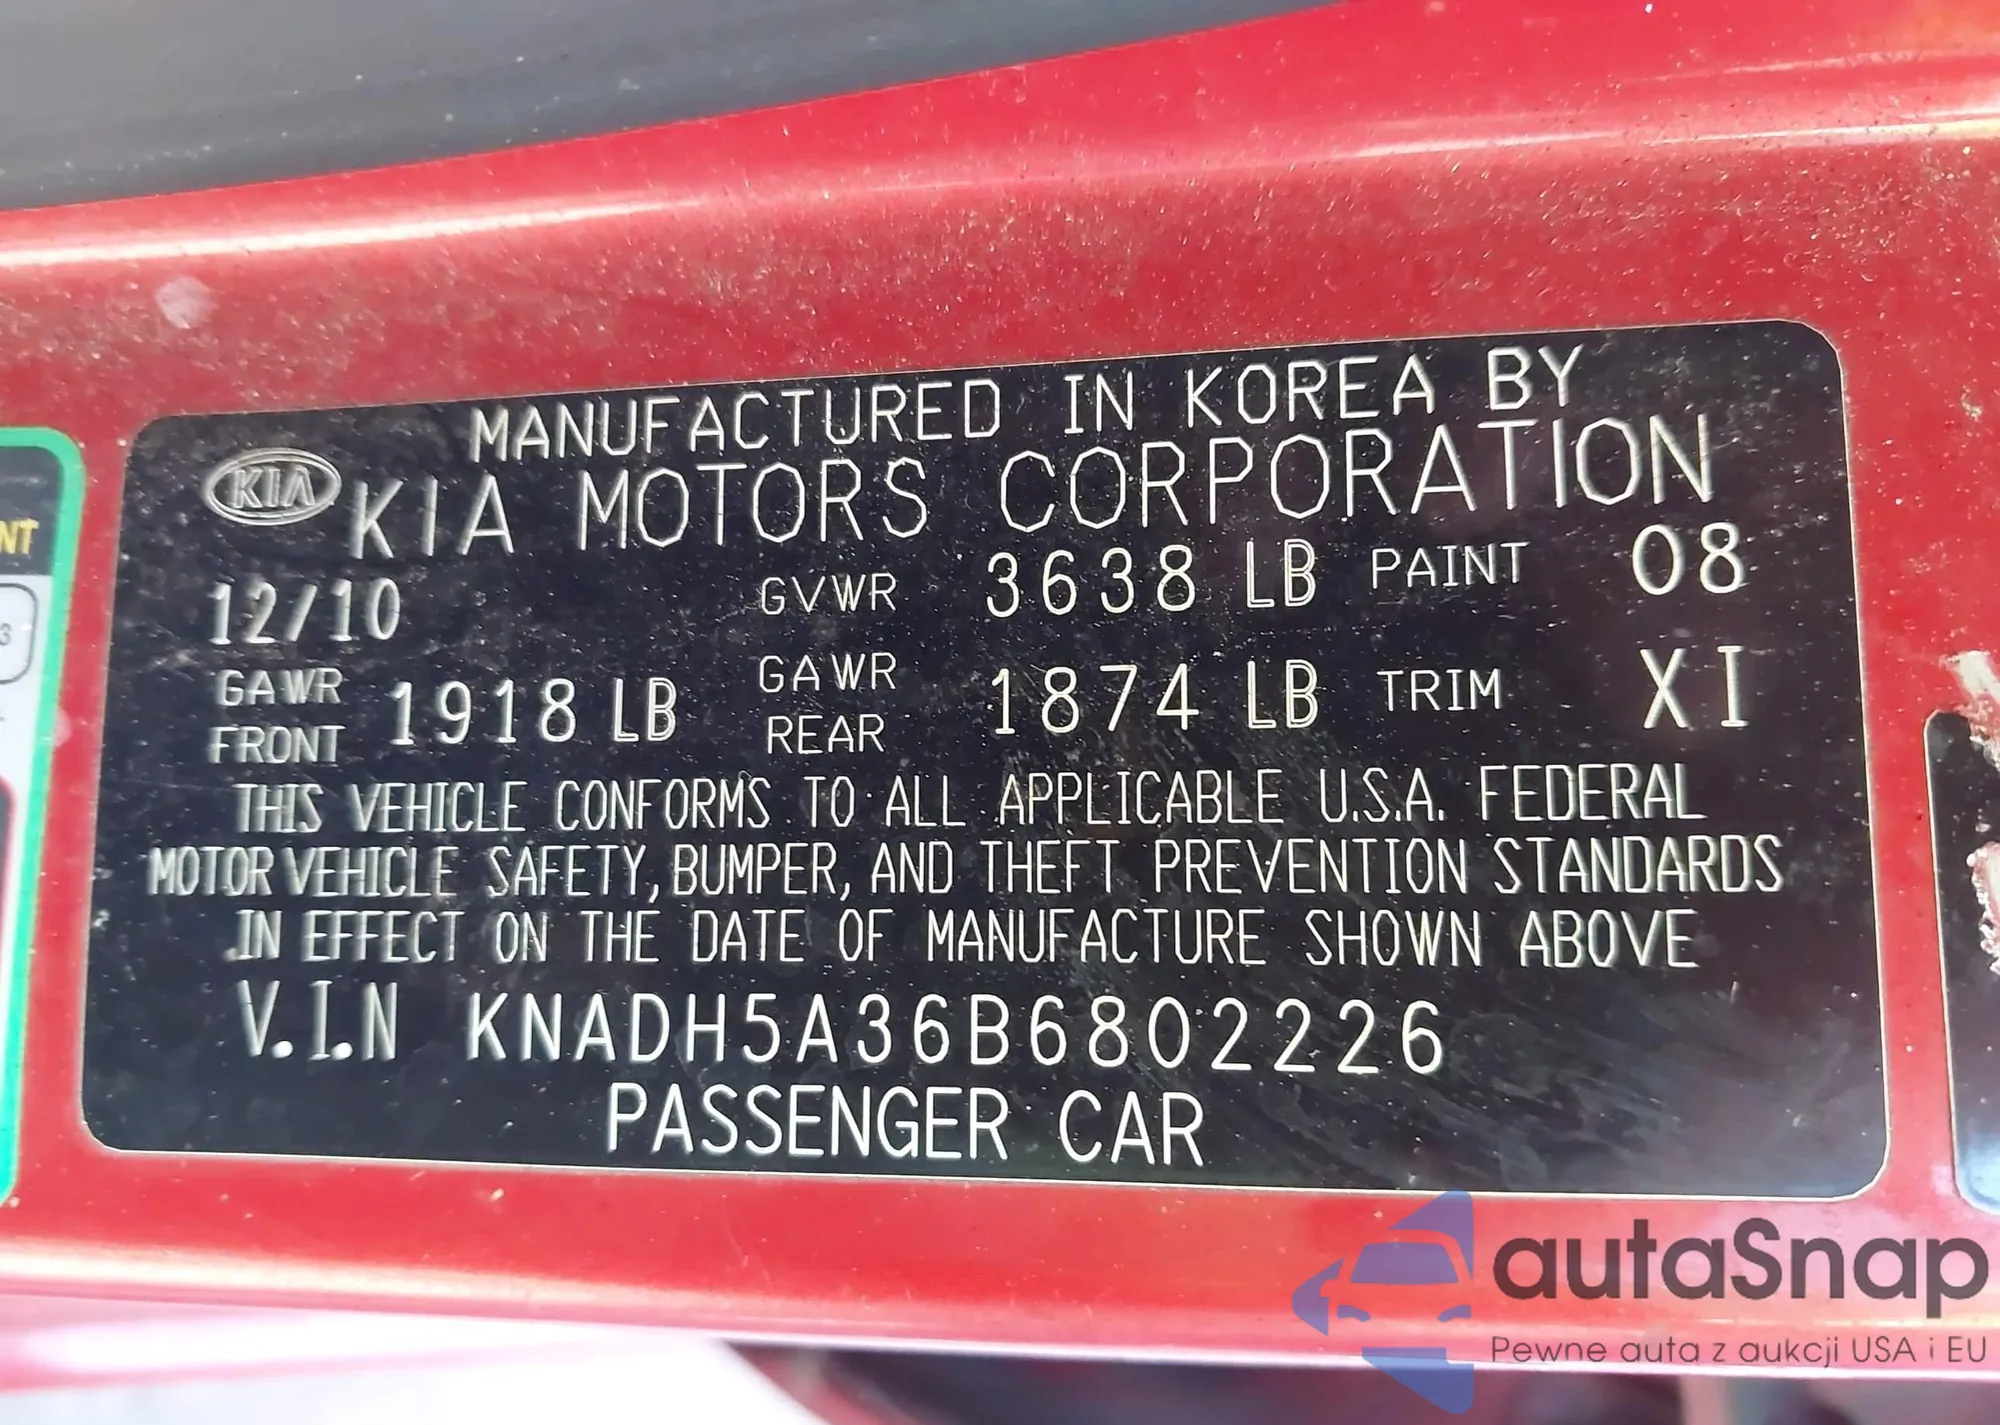 MANUFACTURED IN KOREA BY
KIA KIA MOTORS CORPORATION
12/10 GVWR 3638 LB PAINT 08
GAWR FRONT 1918 LB GAWR REAR 1874 LB TRIM XI
THIS VEHICLE CONFORMS TO ALL APPLICABLE U.S.A. FEDERAL
MOTOR VEHICLE SAFETY, BUMPER, AND THEFT PREVENTION STANDARDS
IN EFFECT ON THE DATE OF MANUFACTURE SHOWN ABOVE
V.I.N KNADH5A36B6802226
PASSENGER CAR
NT
3
autaSnap
Pewne auta z aukcji USA i EU